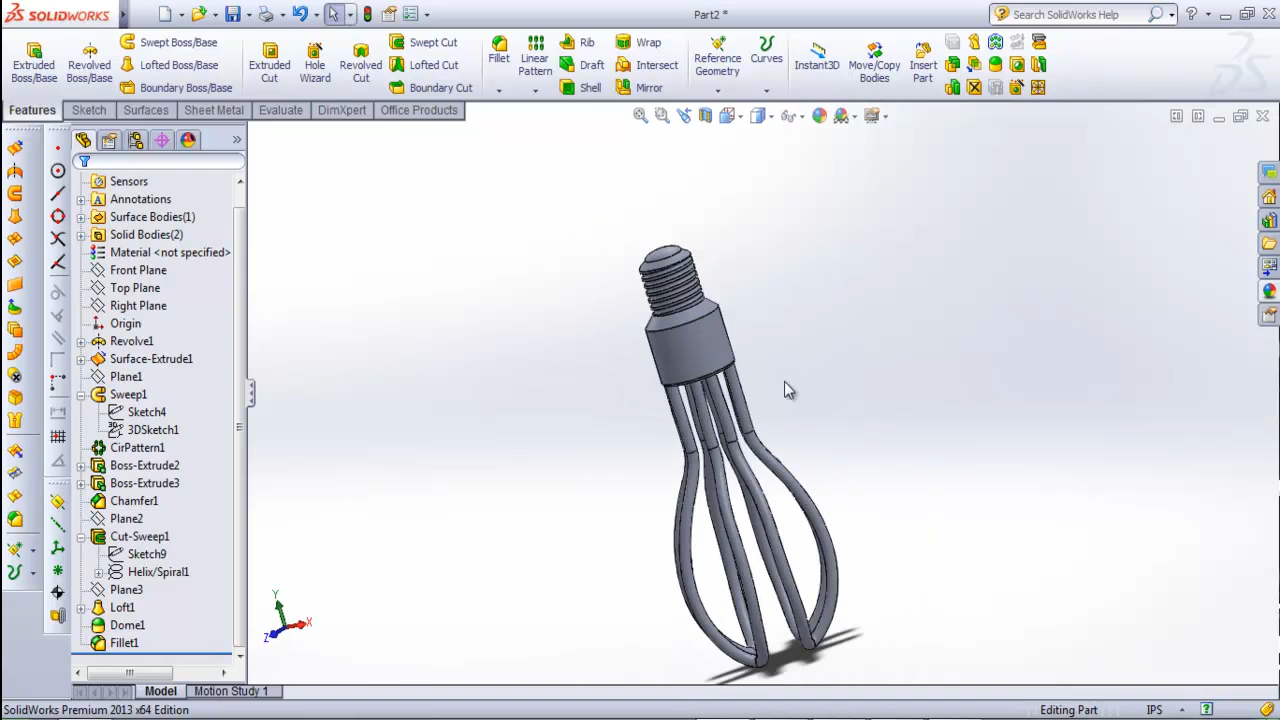 SOLIDWORKS
Part2 *
Search SolidWorks Help
Extruded Boss/Base
Revolved Boss/Base
Swept Boss/Base
Lofted Boss/Base
Boundary Boss/Base
Extruded Cut
Hole Wizard
Revolved Cut
Swept Cut
Lofted Cut
Boundary Cut
Fillet
Linear Pattern
Rib
Draft
Shell
Wrap
Intersect
Mirror
Reference Geometry
Curves
Instant3D
Move/Copy Bodies
Insert Part
Features
Sketch
Surfaces
Sheet Metal
Evaluate
DimXpert
Office Products
Sensors
Annotations
Surface Bodies(1)
Solid Bodies(2)
Material <not specified>
Front Plane
Top Plane
Right Plane
Origin
Revolve1
Surface-Extrude1
Plane1
Sweep1
Sketch4
3DSketch1
CirPattern1
Boss-Extrude2
Boss-Extrude3
Chamfer1
Plane2
Cut-Sweep1
Sketch9
Helix/Spiral1
Plane3
Loft1
Dome1
Fillet1
Y
X
Z
Model
Motion Study 1
SolidWorks Premium 2013 x64 Edition
Editing Part
IPS